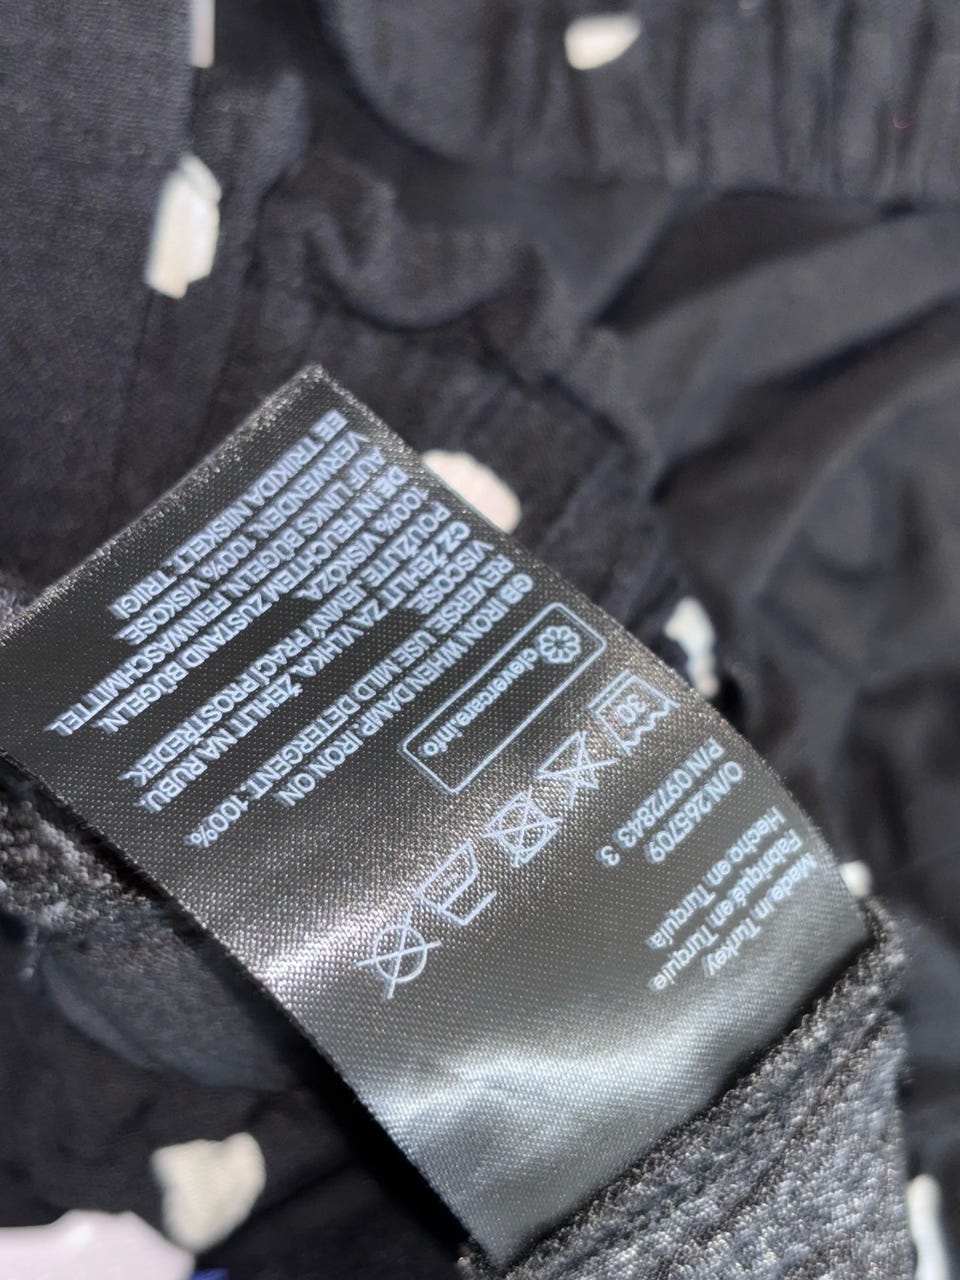 Made in Turkey
Fabriqué en Turquie.
Hecho en Turquía.
O/N 265709
P/N 0972843 3
30
clevercare.info
GB IRON WHEN DAMP. IRON ON
REVERSE. USE MILD DETERGENT. 100%
VISCOSE
CZ ŽEHLIT ZA VLHKA. ŽEHLIT NA RUBU.
POUŽIJTE JEMNÝ PRACÍ PROSTŘEDEK.
100% VISKÓZA
DE IN FEUCHTEM ZUSTAND BÜGELN.
AUF LINKS BÜGELN. FEINWASCHMITTEL
VERWENDEN. 100% VISKOSE
EE TRIIKIDA NIISKELT. TRIIGI